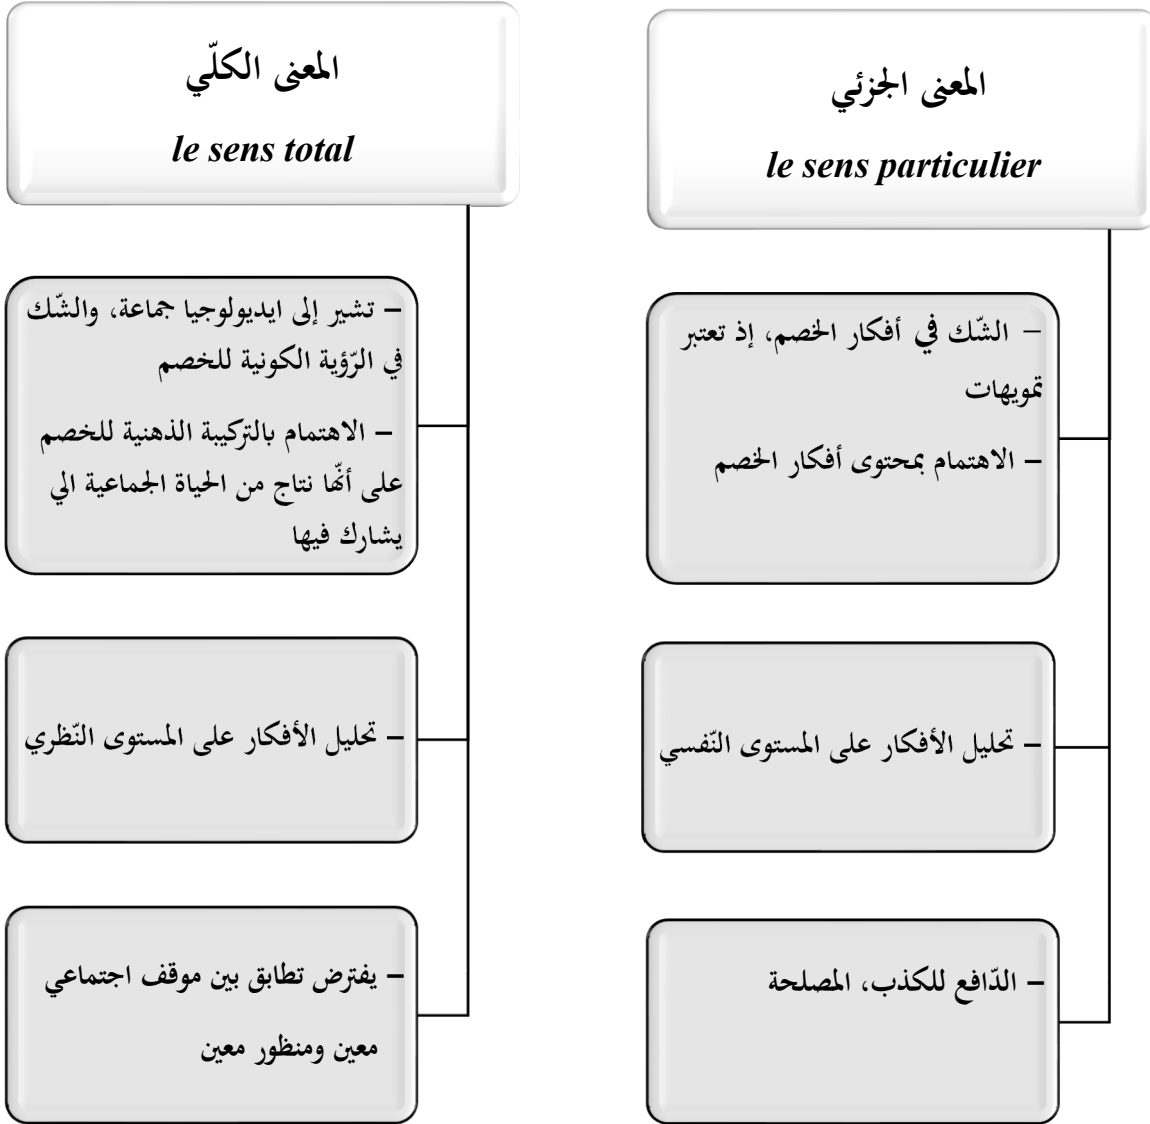 المعنى الجزئي
le sens particulier
– الشّك في أفكار الخصم، إذ تعتبر
تمويهات
– الاهتمام بمحتوى أفكار الخصم
– تحليل الأفكار على المستوى النّفسي
– الدّافع للكذب، المصلحة
المعنى الكلّي
le sens total
– تشير إلى ايديولوجيا جماعة، والشّك
في الرّؤية الكونية للخصم
– الاهتمام بالتركيبة الذهنية للخصم
على أنّها نتاج من الحياة الجماعية الي
يشارك فيها
– تحليل الأفكار على المستوى النّظري
– يفترض تطابق بين موقف اجتماعي
معين ومنظور معين